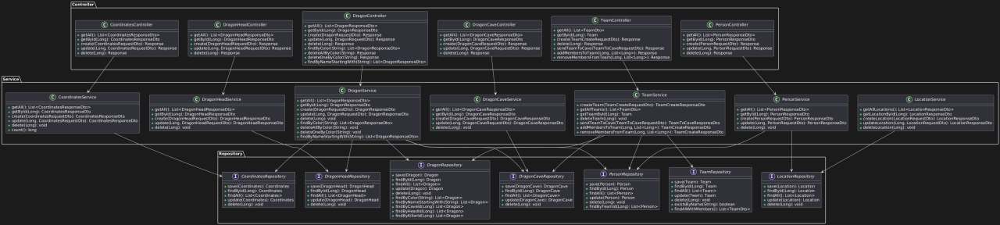 Controller
C CoordinatesController
getAll(): List<CoordinatesResponseDto>
getById(Long): CoordinatesResponseDto
create(CoordinatesRequestDto): Response
update(Long, CoordinatesRequestDto): Response
delete(Long): Response
C DragonHeadController
getAll(): List<DragonHeadResponseDto>
getById(Long): DragonHeadResponseDto
create(DragonHeadRequestDto): Response
update(Long, DragonHeadRequestDto): Response
delete(Long): Response
C DragonController
getAll(): List<DragonResponseDto>
getById(Long): DragonResponseDto
create(DragonRequestDto): Response
update(Long, DragonRequestDto): Response
delete(Long): Response
findByColor(String): List<DragonResponseDto>
deleteAllByColor(String): Response
deleteOneByColor(String): Response
findByNameStartingWith(String): List<DragonResponseDto>
C DragonCaveController
getAll(): List<DragonCaveResponseDto>
getById(Long): DragonCaveResponseDto
create(DragonCaveRequestDto): Response
update(Long, DragonCaveRequestDto): Response
delete(Long): Response
C TeamController
getAll(): List<TeamDto>
getById(Long): Team
create(TeamCreateRequestDto): Response
delete(Long): Response
sendTeamToCave(TeamToCaveRequestDto): Response
addMembersToTeam(Long, List<Long>): Response
removeMembersFromTeam(Long, List<Long>): Response
C PersonController
getAll(): List<PersonResponseDto>
getById(Long): PersonResponseDto
create(PersonRequestDto): Response
update(Long, PersonRequestDto): Response
delete(Long): Response
Service
C CoordinatesService
getAll(): List<CoordinatesResponseDto>
getById(Long): CoordinatesResponseDto
create(CoordinatesRequestDto): CoordinatesResponseDto
update(Long, CoordinatesRequestDto): CoordinatesResponseDto
delete(Long): void
count(): long
C DragonHeadService
getAll(): List<DragonHeadResponseDto>
getById(Long): DragonHeadResponseDto
create(DragonHeadRequestDto): DragonHeadResponseDto
update(Long, DragonHeadRequestDto): DragonHeadResponseDto
delete(Long): void
C DragonService
getAll(): List<DragonResponseDto>
getById(Long): DragonResponseDto
create(DragonRequestDto): DragonResponseDto
update(Long, DragonRequestDto): DragonResponseDto
delete(Long): void
findByColor(String): List<DragonResponseDto>
deleteAllByColor(String): void
deleteOneByColor(String): void
findByNameStartingWith(String): List<DragonResponseDto>
C DragonCaveService
getAll(): List<DragonCaveResponseDto>
getById(Long): DragonCaveResponseDto
create(DragonCaveRequestDto): DragonCaveResponseDto
update(Long, DragonCaveRequestDto): DragonCaveResponseDto
delete(Long): void
C TeamService
createTeam(TeamCreateRequestDto): TeamCreateResponseDto
getAllTeams(): List<TeamDto>
getTeamById(Long): Team
deleteTeam(Long): void
sendTeamToCave(TeamToCaveRequestDto): TeamToCaveResponseDto
addMembersToTeam(Long, List<Long>): TeamCreateResponseDto
removeMembersFromTeam(Long, List<Long>): TeamCreateResponseDto
C PersonService
getAll(): List<PersonResponseDto>
getById(Long): PersonResponseDto
create(PersonRequestDto): PersonResponseDto
update(Long, PersonRequestDto): PersonResponseDto
delete(Long): void
C LocationService
getAllLocations(): List<LocationResponseDto>
getLocationById(Long): LocationResponseDto
createLocation(LocationRequestDto): LocationResponseDto
updateLocation(Long, LocationRequestDto): LocationResponseDto
deleteLocation(Long): void
Repository
I CoordinatesRepository
save(Coordinates): Coordinates
findById(Long): Coordinates
findAll(): List<Coordinates>
update(Coordinates): Coordinates
delete(Long): void
I DragonHeadRepository
save(DragonHead): DragonHead
findById(Long): DragonHead
findAll(): List<DragonHead>
update(DragonHead): DragonHead
delete(Long): void
I DragonRepository
save(Dragon): Dragon
findById(Long): Dragon
findAll(): List<Dragon>
update(Dragon): Dragon
delete(Long): void
findByColor(String): List<Dragon>
findByNameStartingWith(String): List<Dragon>
findByCaveId(Long): List<Dragon>
findByHeadId(Long): List<Dragon>
findByKillerId(Long): List<Dragon>
I DragonCaveRepository
save(DragonCave): DragonCave
findById(Long): DragonCave
findAll(): List<DragonCave>
update(DragonCave): DragonCave
delete(Long): void
I PersonRepository
save(Person): Person
findById(Long): Person
findAll(): List<Person>
update(Person): Person
delete(Long): void
findByTeamId(Long): List<Person>
I TeamRepository
save(Team): Team
findById(Long): Team
findAll(): List<Team>
update(Team): Team
delete(Long): void
existsByName(String): boolean
findAllWithMembers(): List<TeamDto>
I LocationRepository
save(Location): Location
findById(Long): Location
findAll(): List<Location>
update(Location): Location
delete(Long): void